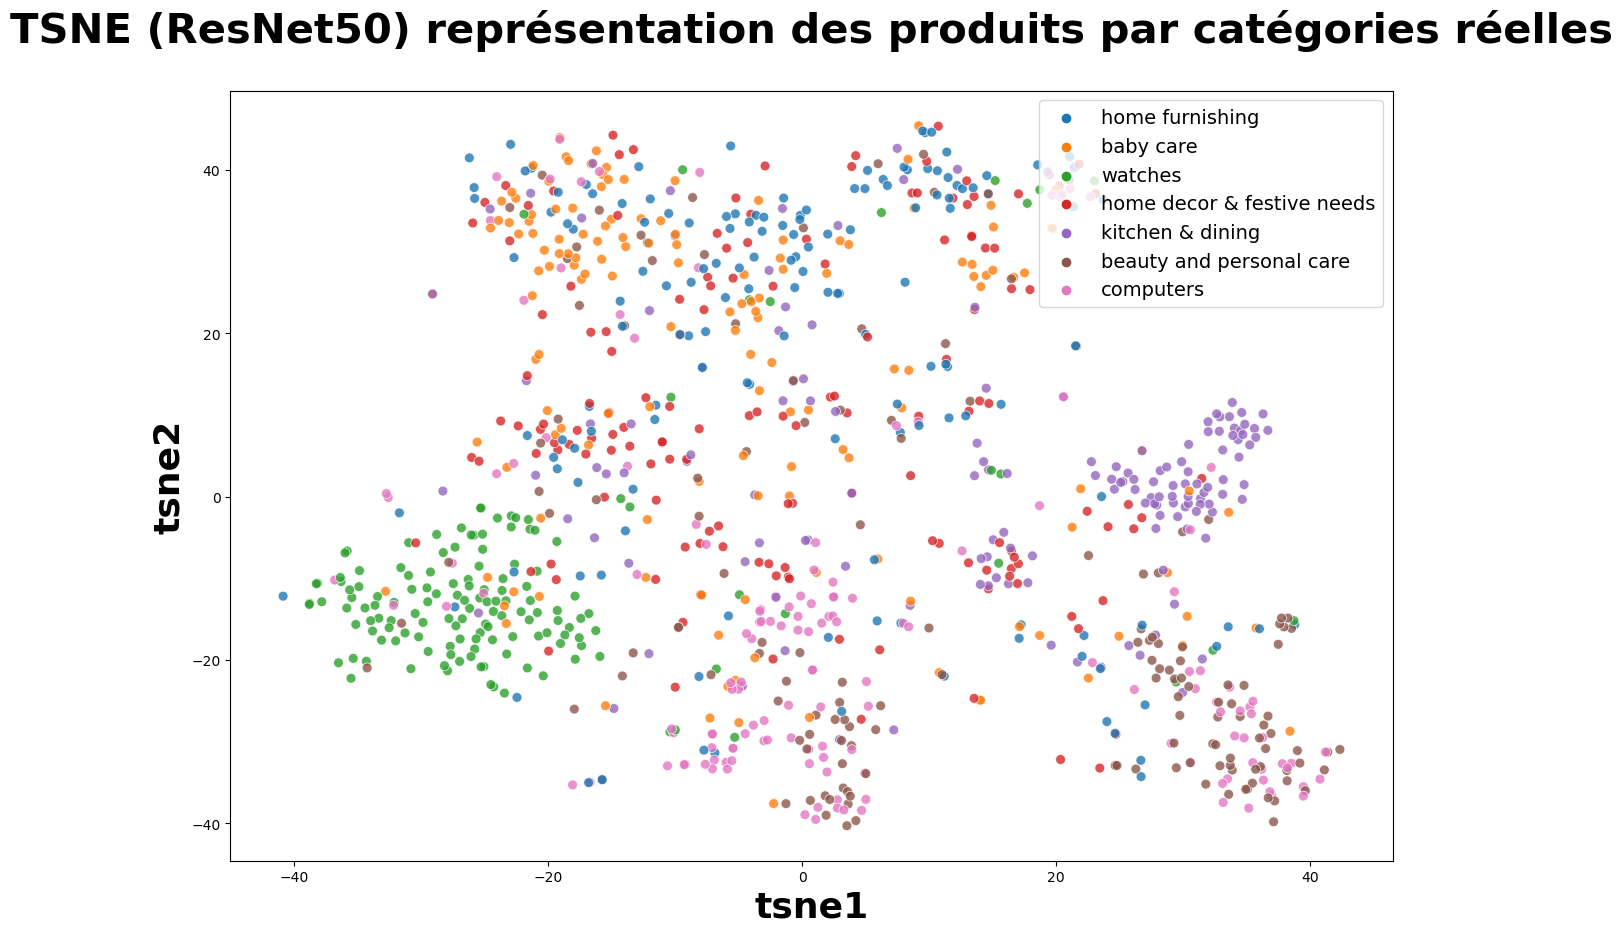 TSNE (ResNet50) représentation des produits par catégories réelles
home furnishing
baby care
watches
home decor & festive needs
kitchen & dining
beauty and personal care
computers
40
20
0
−20
−40
tsne2
−40
−20
0
20
40
tsne1